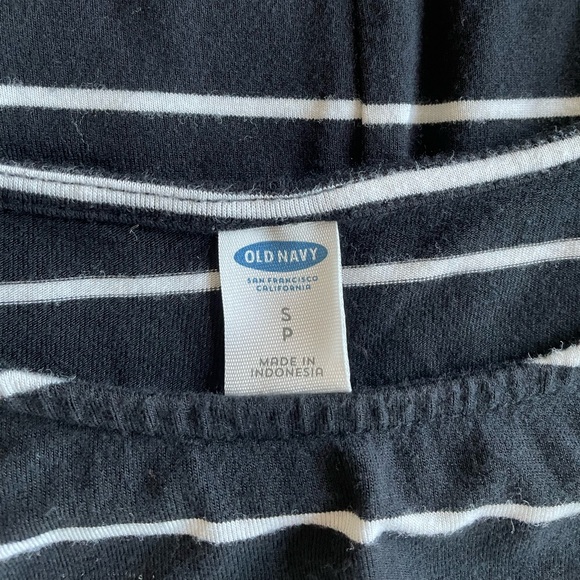 OLD NAVY
SAN FRANCISCO
CALIFORNIA
S
P
MADE IN
INDONESIA